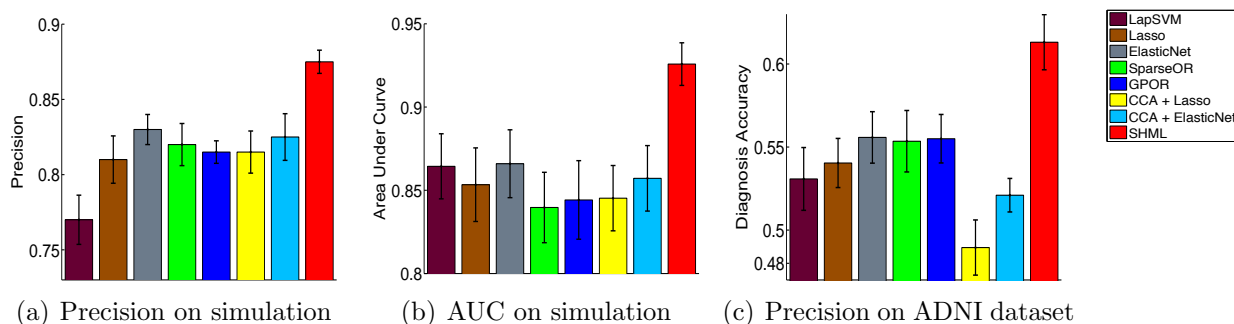 0.9
0.85
0.8
0.75
Precision
(a) Precision on simulation
0.95
0.9
0.85
0.8
Area Under Curve
(b) AUC on simulation
0.6
0.55
0.5
0.48
Diagnosis Accuracy
(c) Precision on ADNI dataset
LapSVM
Lasso
ElasticNet
SparseOR
GPOR
CCA + Lasso
CCA + ElasticNet
SHML